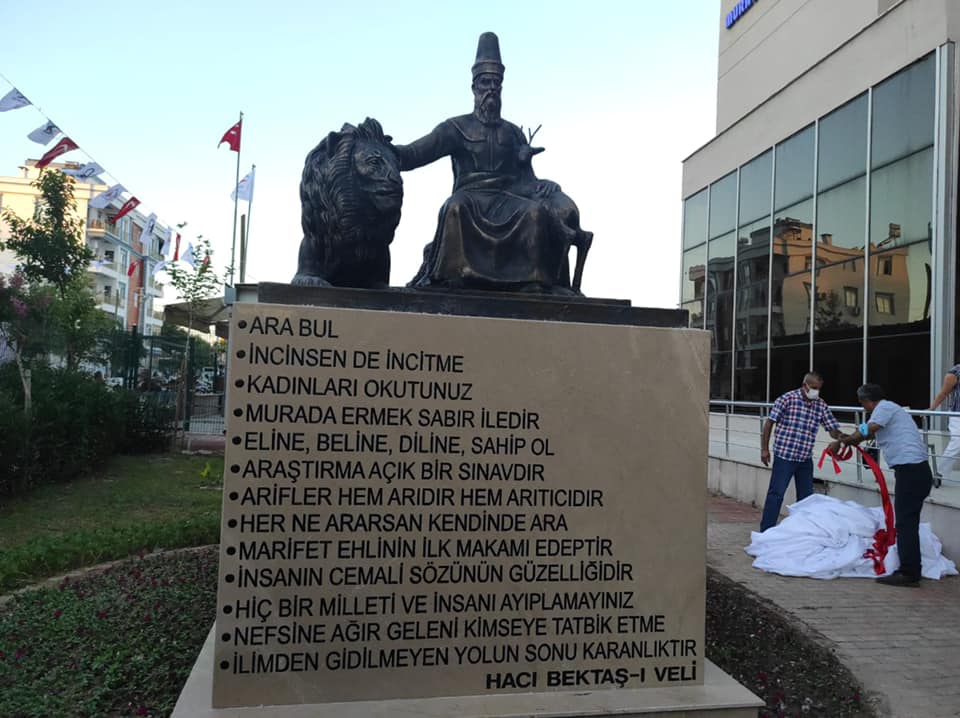 MURA
• ARA BUL
• İNCİNSEN DE İNCİTME
• KADINLARI OKUTUNUZ
• MURADA ERMEK SABIR İLEDİR
• ELİNE, BELİNE, DİLİNE, SAHİP OL
• ARAŞTIRMA AÇIK BİR SINAVDIR
• ARİFLER HEM ARIDIR HEM ARITICIDIR
• HER NE ARARSAN KENDİNDE ARA
• MARİFET EHLİNİN İLK MAKAMI EDEPTİR
• İNSANIN CEMALİ SÖZÜNÜN GÜZELLİĞİDİR
• HİÇ BİR MİLLETİ VE İNSANI AYIPLAMAYINIZ
• NEFSİNE AĞIR GELENİ KİMSEYE TATBİK ETME
• İLİMDEN GİDİLMEYEN YOLUN SONU KARANLIKTIR
HACI BEKTAŞ-I VELİ